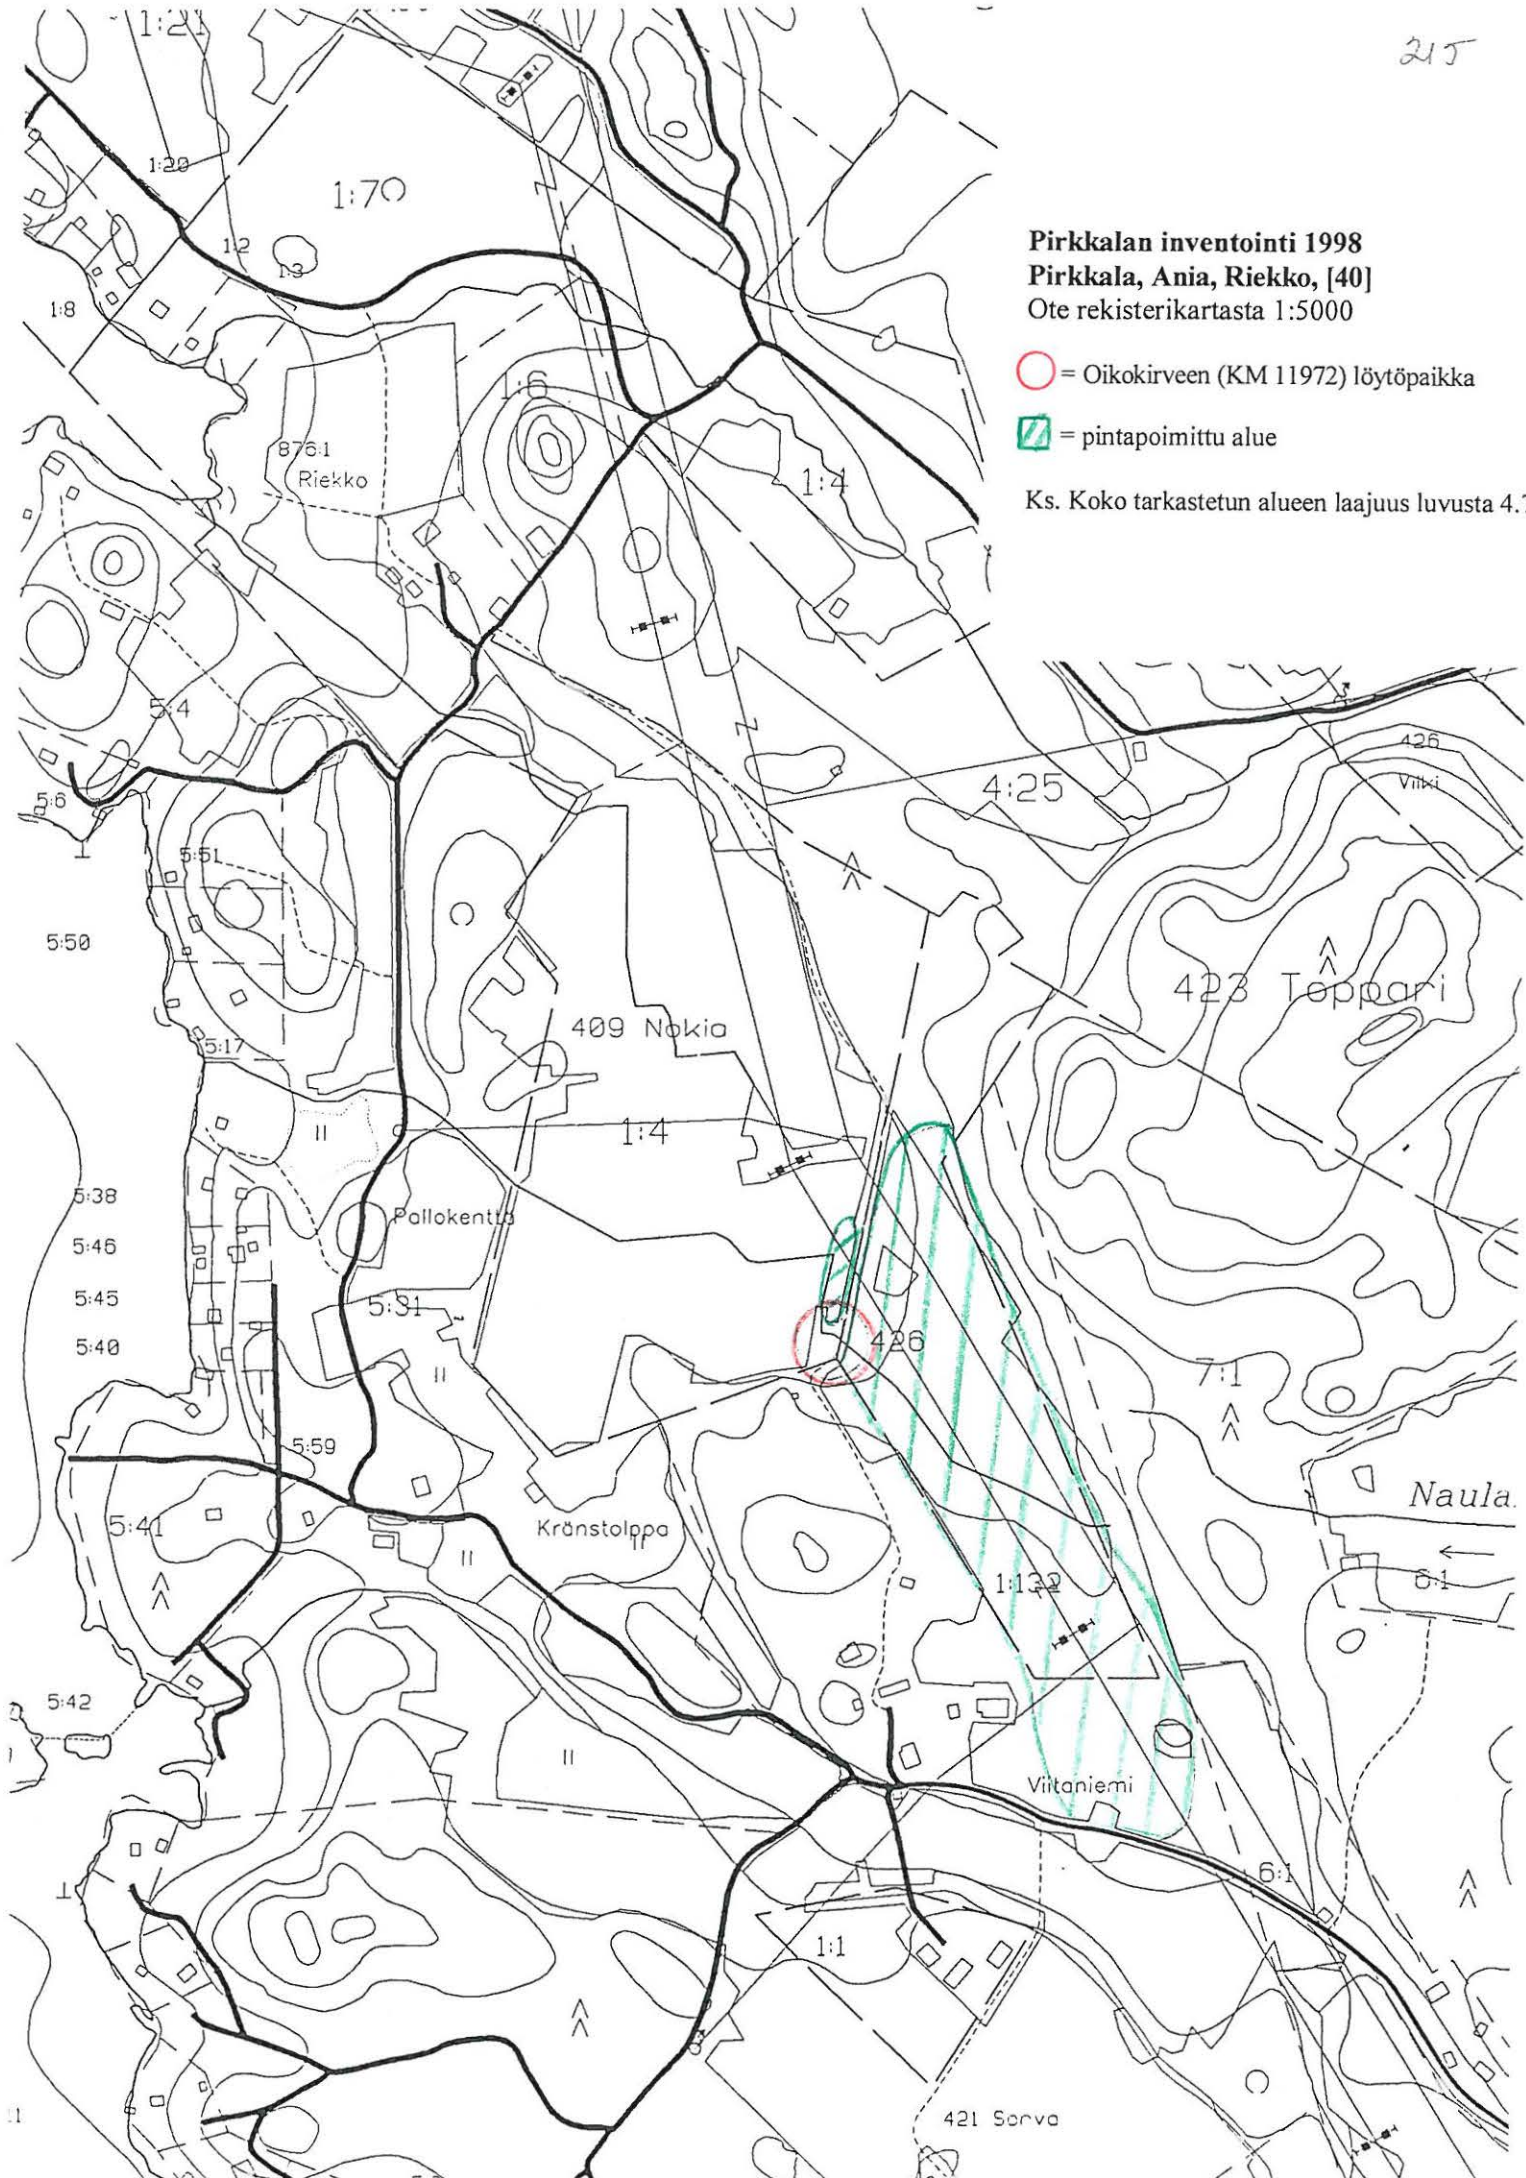 215
1:21
1:20
1:70
1:2
1:3
1:8
Pirkkalan inventointi 1998
Pirkkala, Ania, Riekko, [40]
Ote rekisterikartasta 1:5000
= Oikokirveen (KM 11972) löytöpaikka
= pintapoimittu alue
Ks. Koko tarkastetun alueen laajuus luvusta 4.
1:6
876:1
Riekko
1:4
5:4
426
Viiki
4:25
5:6
5:51
5:50
423 Toppari
409 Nokia
5:17
1:4
5:38
Pallokenttä
5:46
5:45
5:31
5:40
426
7:1
5:59
Naula
5:41
Kränstolppa
1:132
6:1
5:42
Viitaniemi
6:1
1:1
421 Sorva